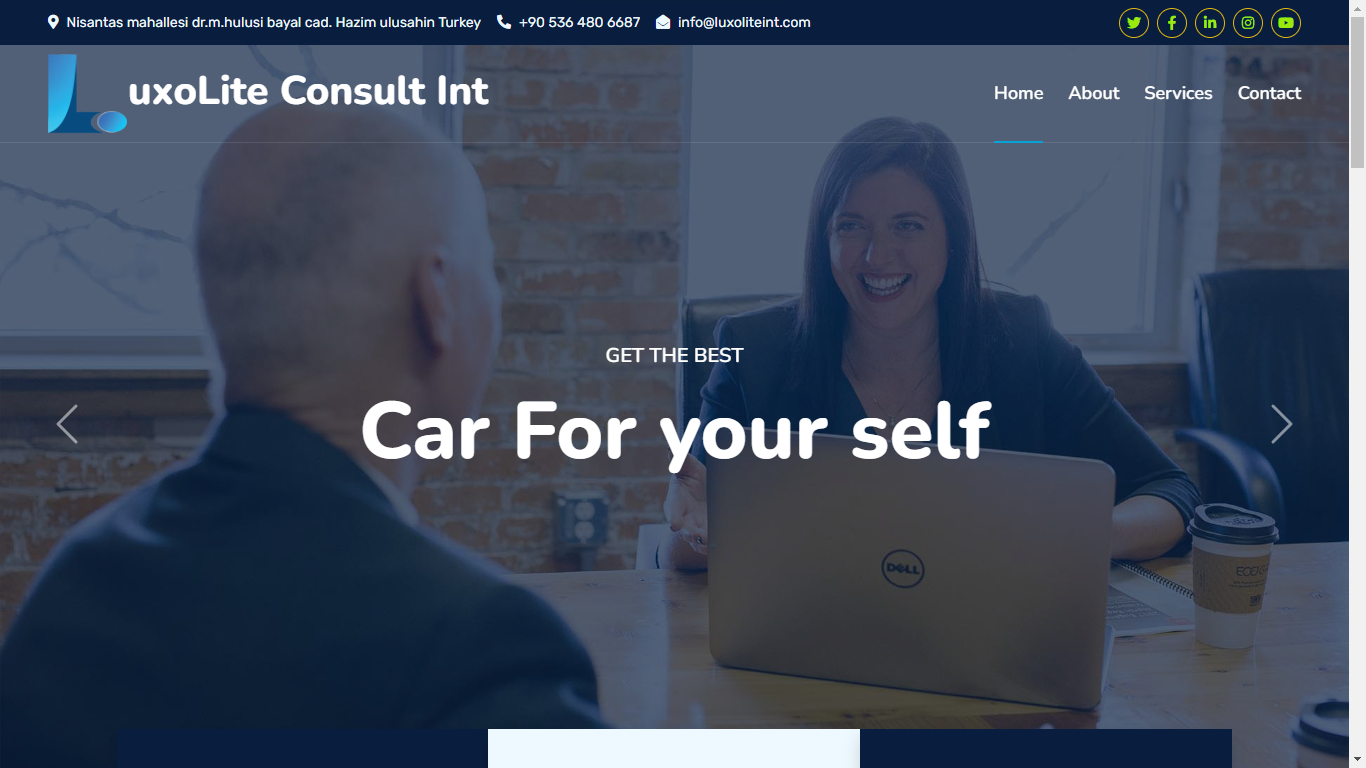 Nisantas mahallesi dr.m.hulusi bayal cad. Hazim ulusahin Turkey +90 536 480 6687 info@luxoliteint.com
LuxoLite Consult Int
Home About Services Contact
GET THE BEST
Car For your self
DELL